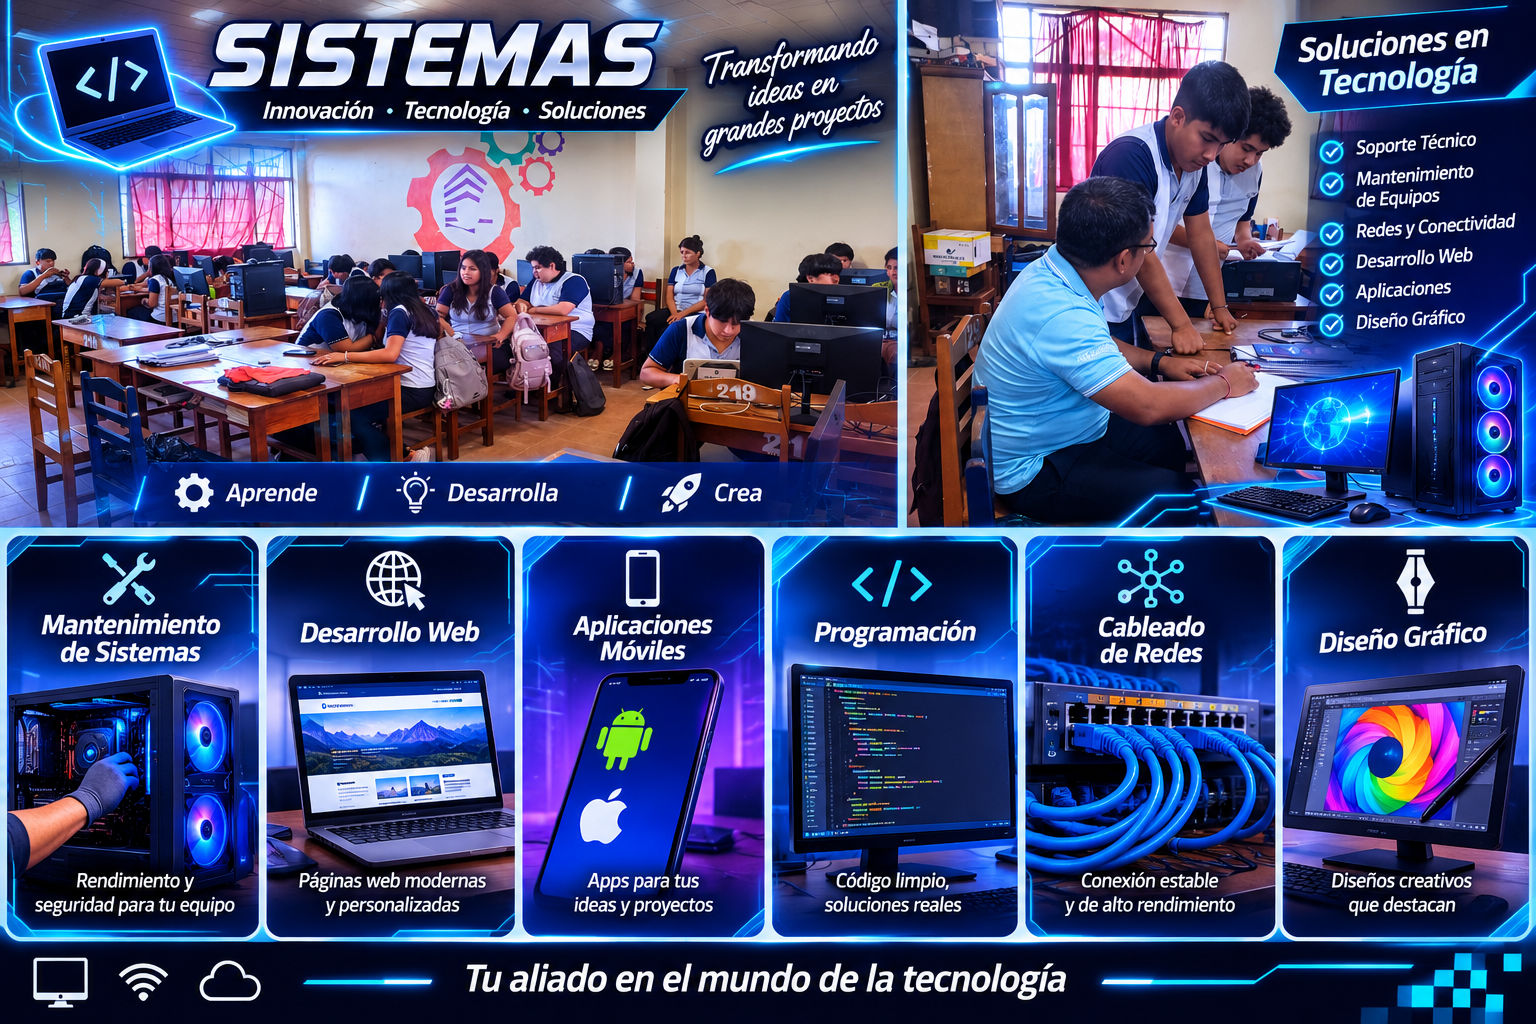 </>
SISTEMAS
Innovación • Tecnología • Soluciones
Transformando
ideas en
grandes proyectos
Soluciones en
Tecnología
Soporte Técnico
Mantenimiento
de Equipos
Redes y Conectividad
Desarrollo Web
Aplicaciones
Diseño Gráfico
219
Aprende
Desarrolla
Crea
Mantenimiento
de Sistemas
Rendimiento y
seguridad para tu equipo
Desarrollo Web
Páginas web modernas
y personalizadas
Aplicaciones
Móviles
Apps para tus
ideas y proyectos
</>
Programación
Código limpio,
soluciones reales
Cableado
de Redes
Conexión estable
y de alto rendimiento
Diseño Gráfico
Diseños creativos
que destacan
Tu aliado en el mundo de la tecnología